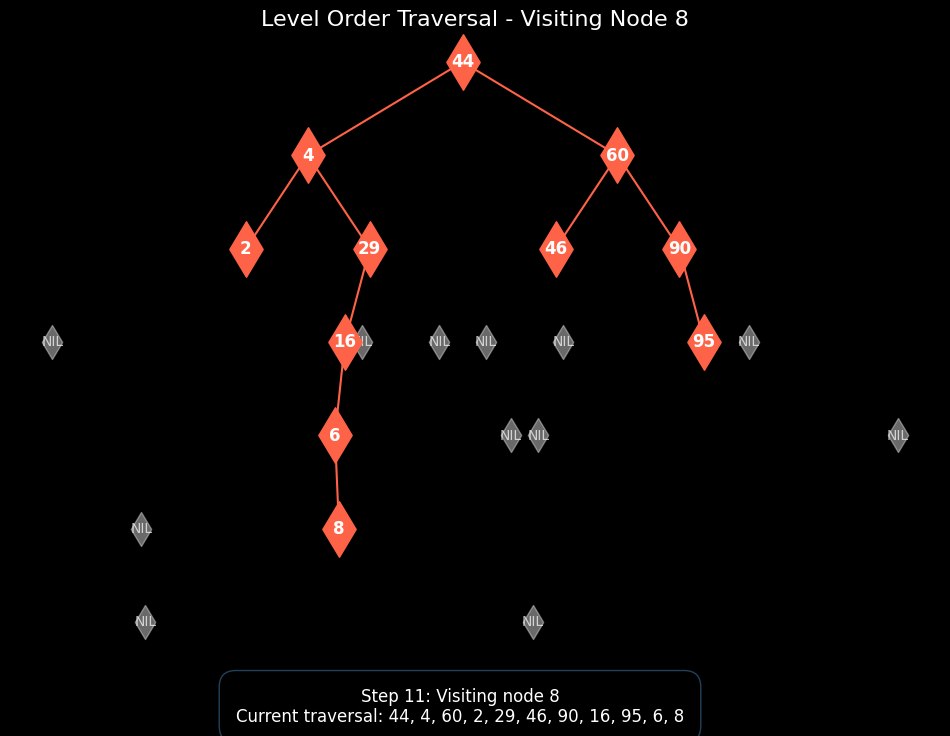 Level Order Traversal - Visiting Node 8
44
4
60
2
29
46
90
NIL
16
NIL
NIL
NIL
95
NIL
6
NIL
NIL
NIL
NIL
8
NIL
NIL
Step 11: Visiting node 8
Current traversal: 44, 4, 60, 2, 29, 46, 90, 16, 95, 6, 8